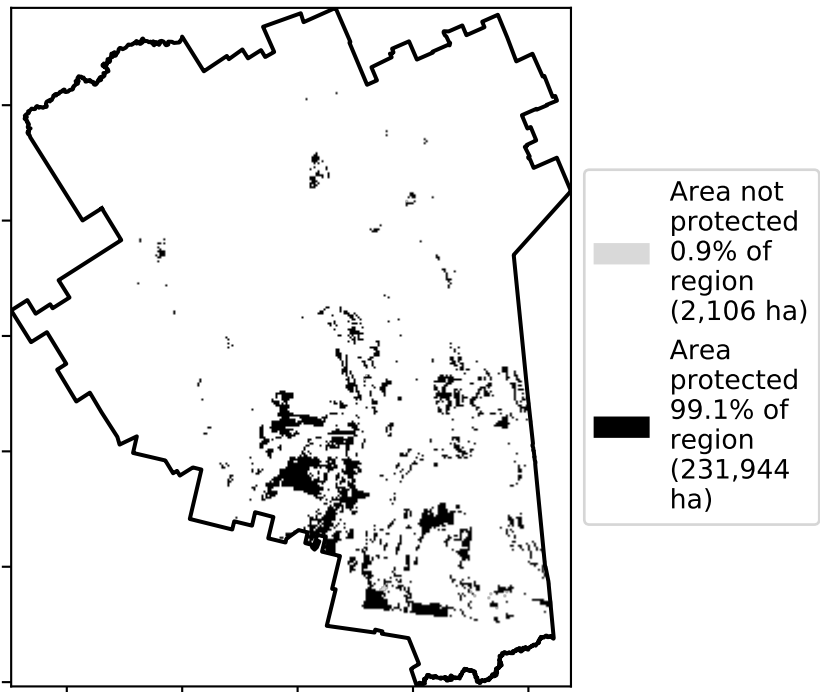 Area not
protected
0.9% of
region
(2,106 ha)
Area
protected
99.1% of
region
(231,944
ha)